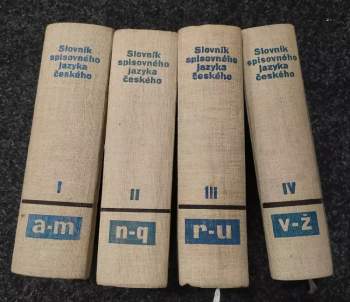 Slovník
spisovného
jazyka
českého
I
a-m
Slovník
spisovného
jazyka
českého
II
n-q
Slovník
spisovného
jazyka
českého
III
r-u
Slovník
spisovného
jazyka
českého
IV
v-ž